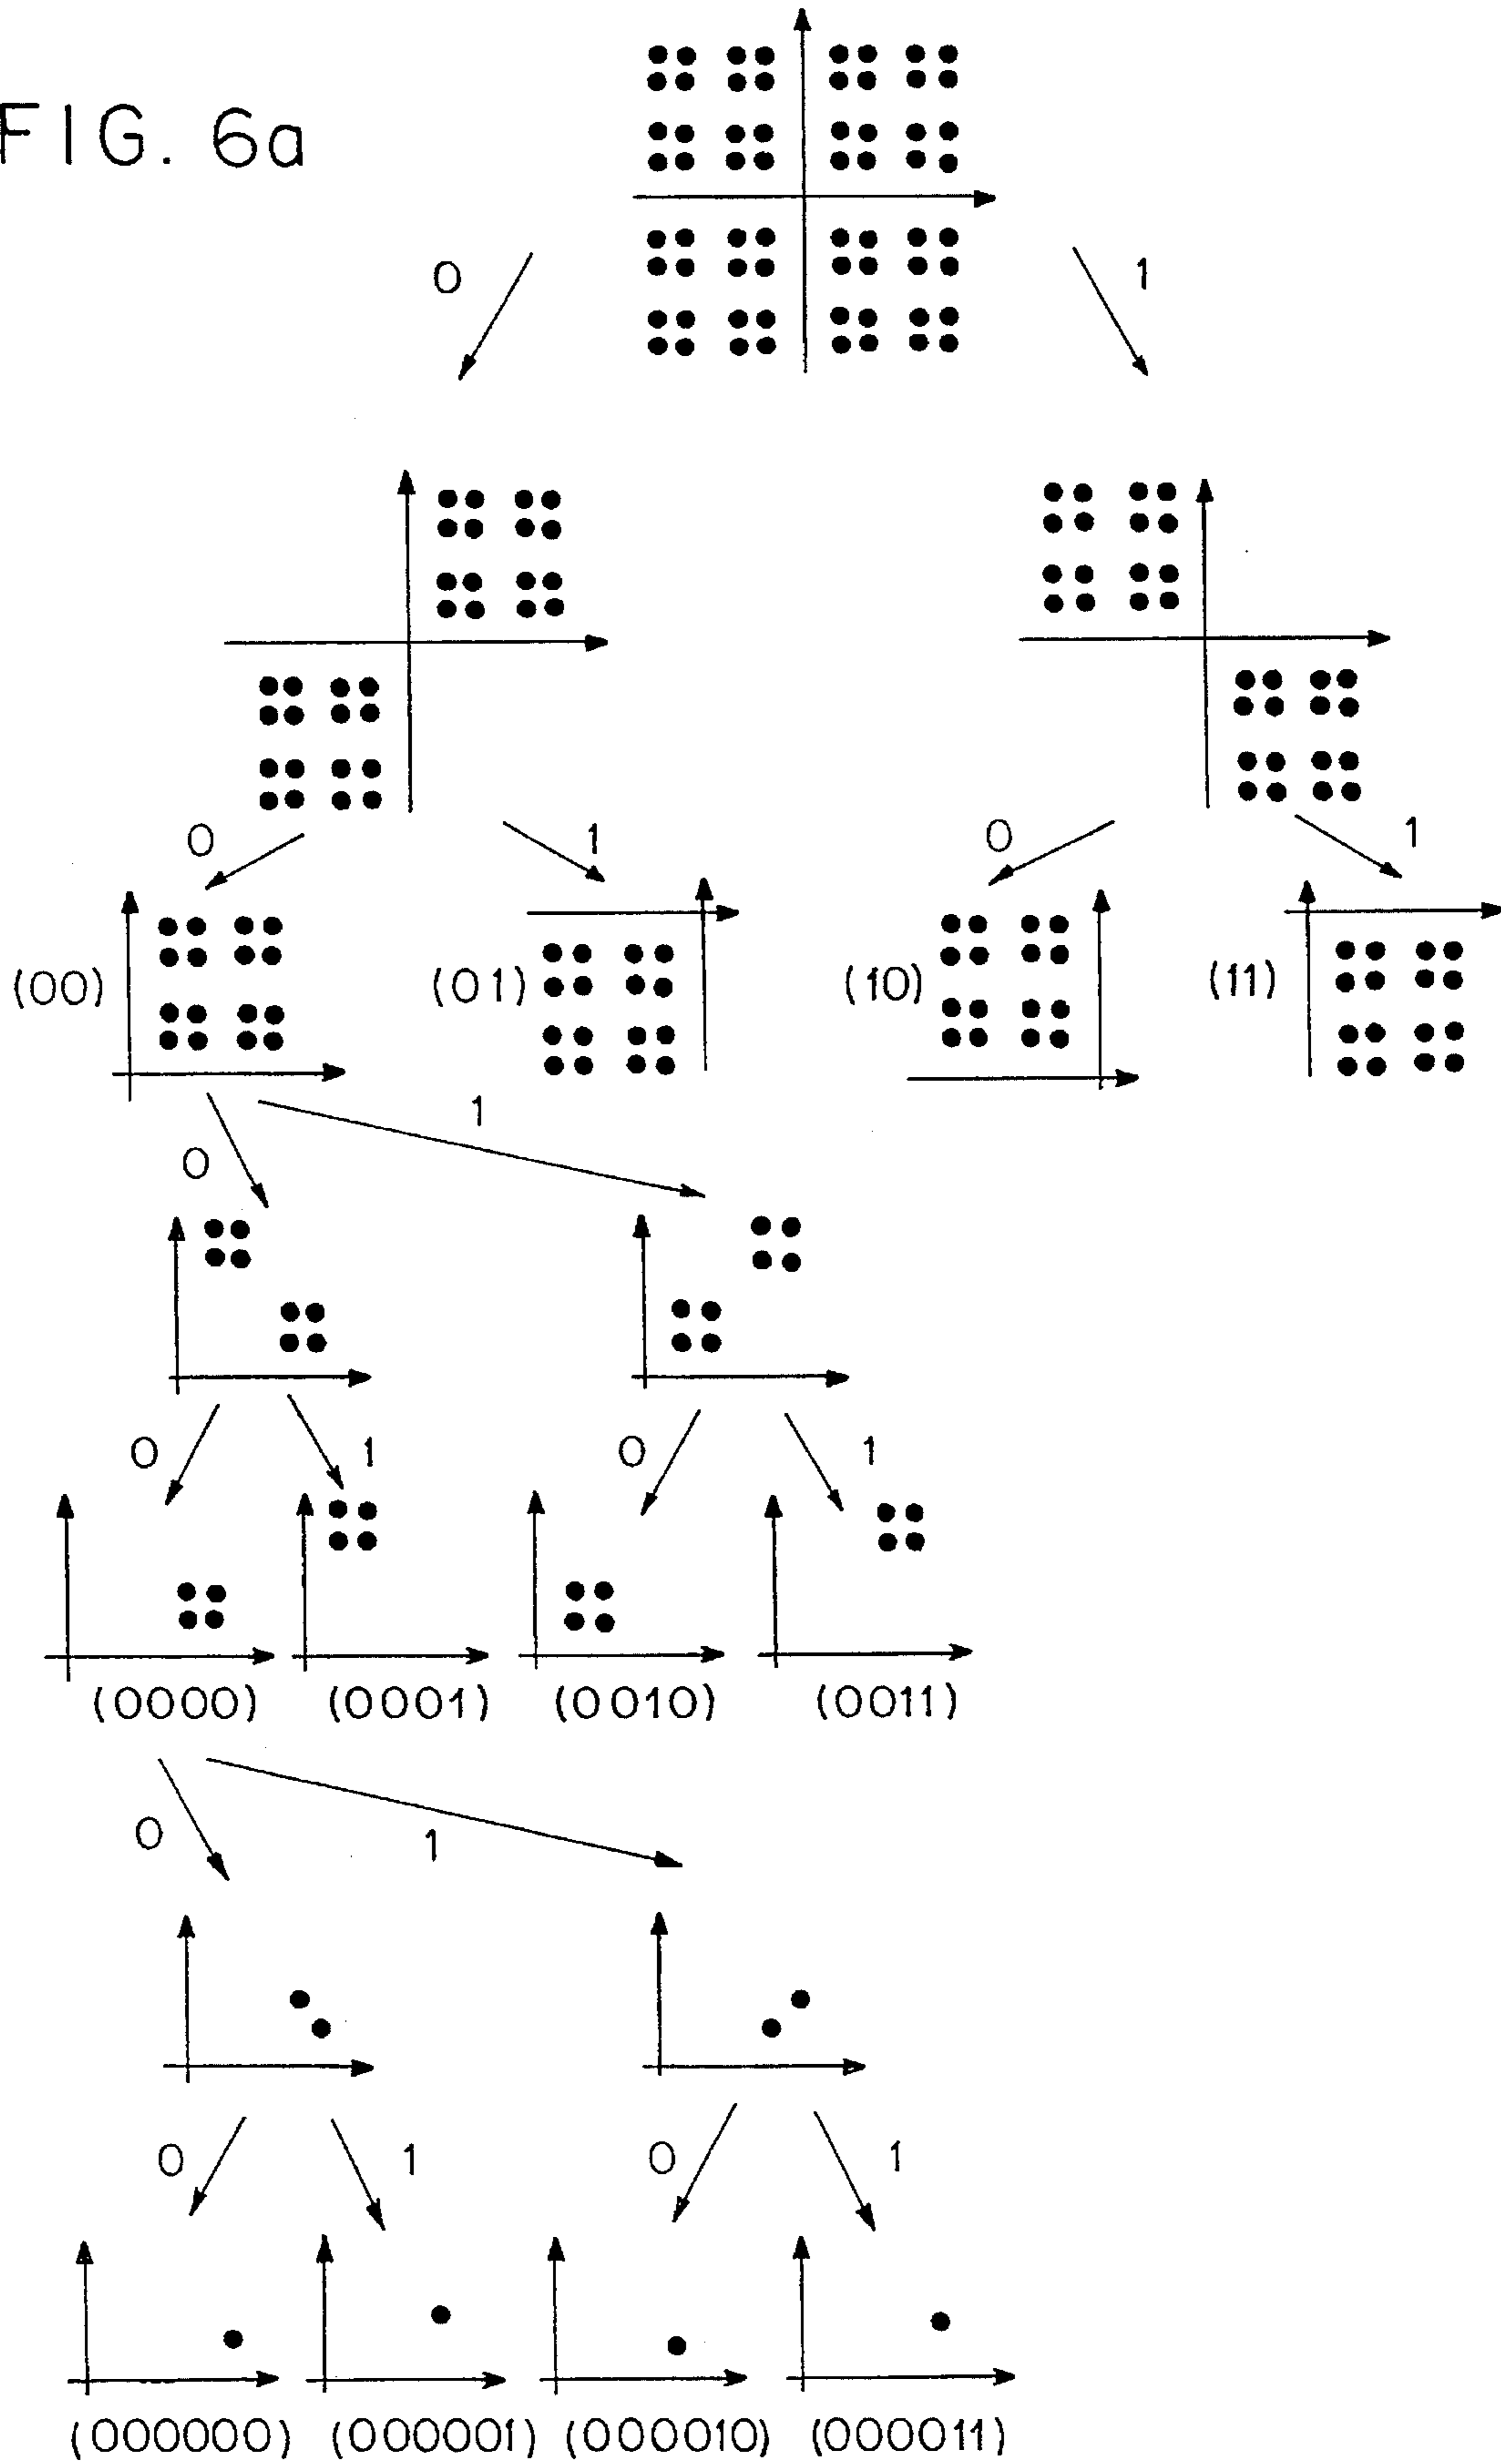 FIG. 6a
0 1
0 1 0 1
(00) (01) (10) (11)
0 1
0 1 0 1
(0000) (0001) (0010) (0011)
0 1
0 1 0 1
(000000) (000001) (000010) (000011)